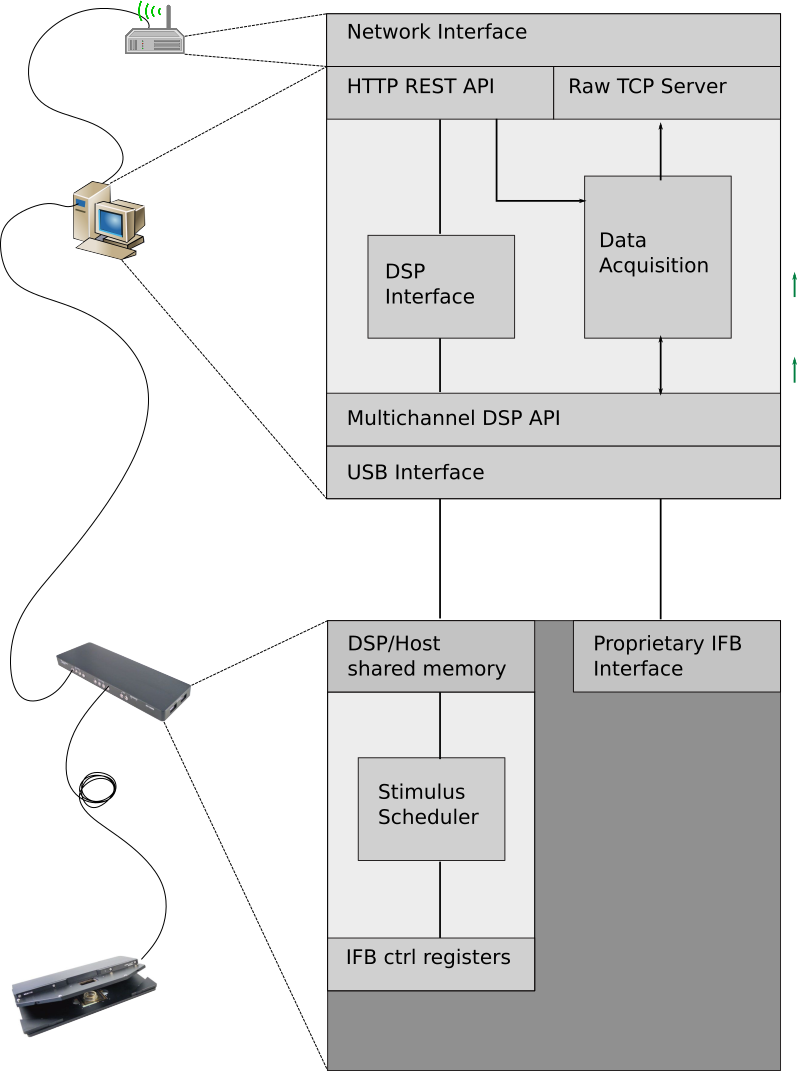 Network Interface
HTTP REST API
Raw TCP Server
Data
Acquisition
DSP
Interface
Multichannel DSP API
USB Interface
DSP/Host
shared memory
Proprietary IFB
Interface
Stimulus
Scheduler
IFB ctrl registers